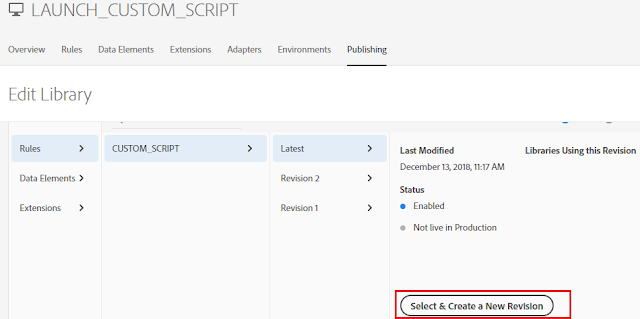 LAUNCH_CUSTOM_SCRIPT
Overview Rules Data Elements Extensions Adapters Environments Publishing
Edit Library
Rules CUSTOM_SCRIPT Latest Last Modified Libraries Using this Revision
December 13, 2018, 11:17 AM
Data Elements Revision 2 Status
Extensions Revision 1 Enabled
Not live in Production
Select & Create a New Revision